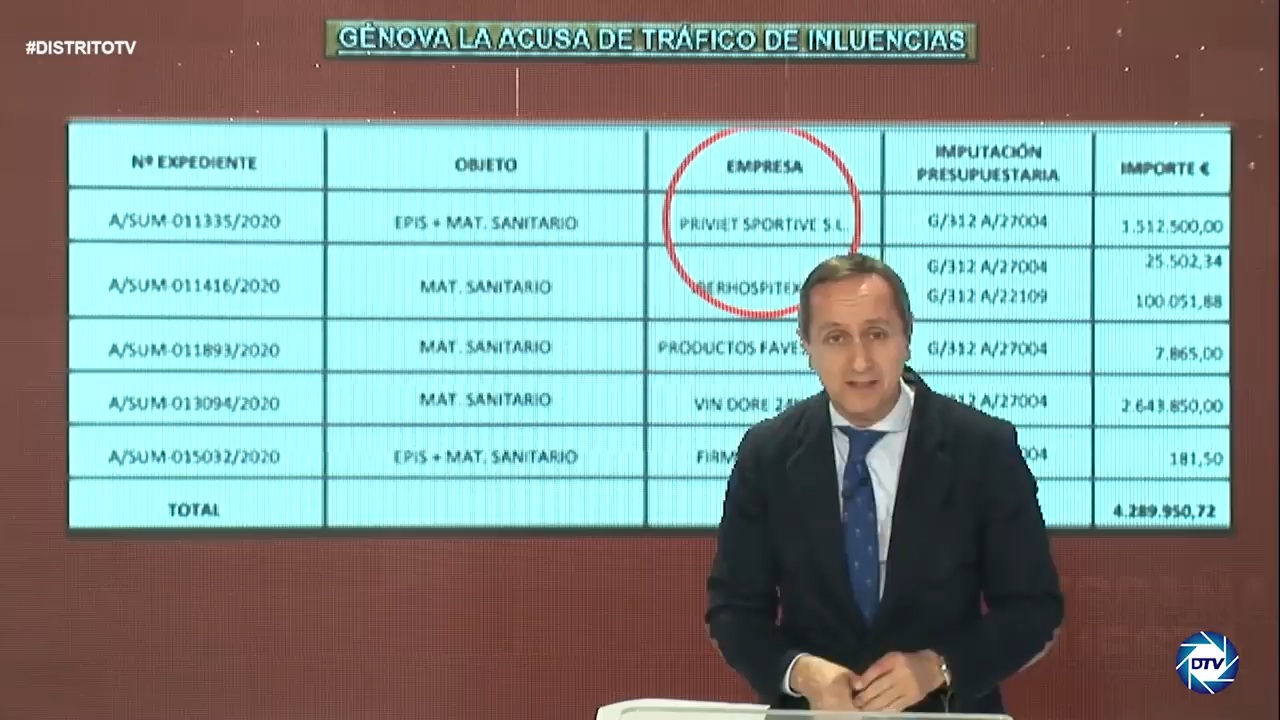 #DISTRITOTV
GÉNOVA LA ACUSA DE TRÁFICO DE INLUENCIAS
Nº EXPEDIENTE OBJETO EMPRESA IMPUTACIÓN PRESUPUESTARIA IMPORTE €
A/SUM-011335/2020 EPIS + MAT. SANITARIO PRIVIET SPORTIVE S.L. G/312 A/27004 1.512.500,00
A/SUM-011416/2020 MAT. SANITARIO G/312 A/27004 25.502,34
G/312 A/22109 100.051,88
A/SUM-011893/2020 MAT. SANITARIO PRODUCTOS G/312 A/27004 7.865,00
A/SUM-013094/2020 MAT. SANITARIO VIN DORE A/27004 2.643.850,00
A/SUM-015032/2020 EPIS + MAT. SANITARIO 181,50
TOTAL 4.289.950,72
DTV